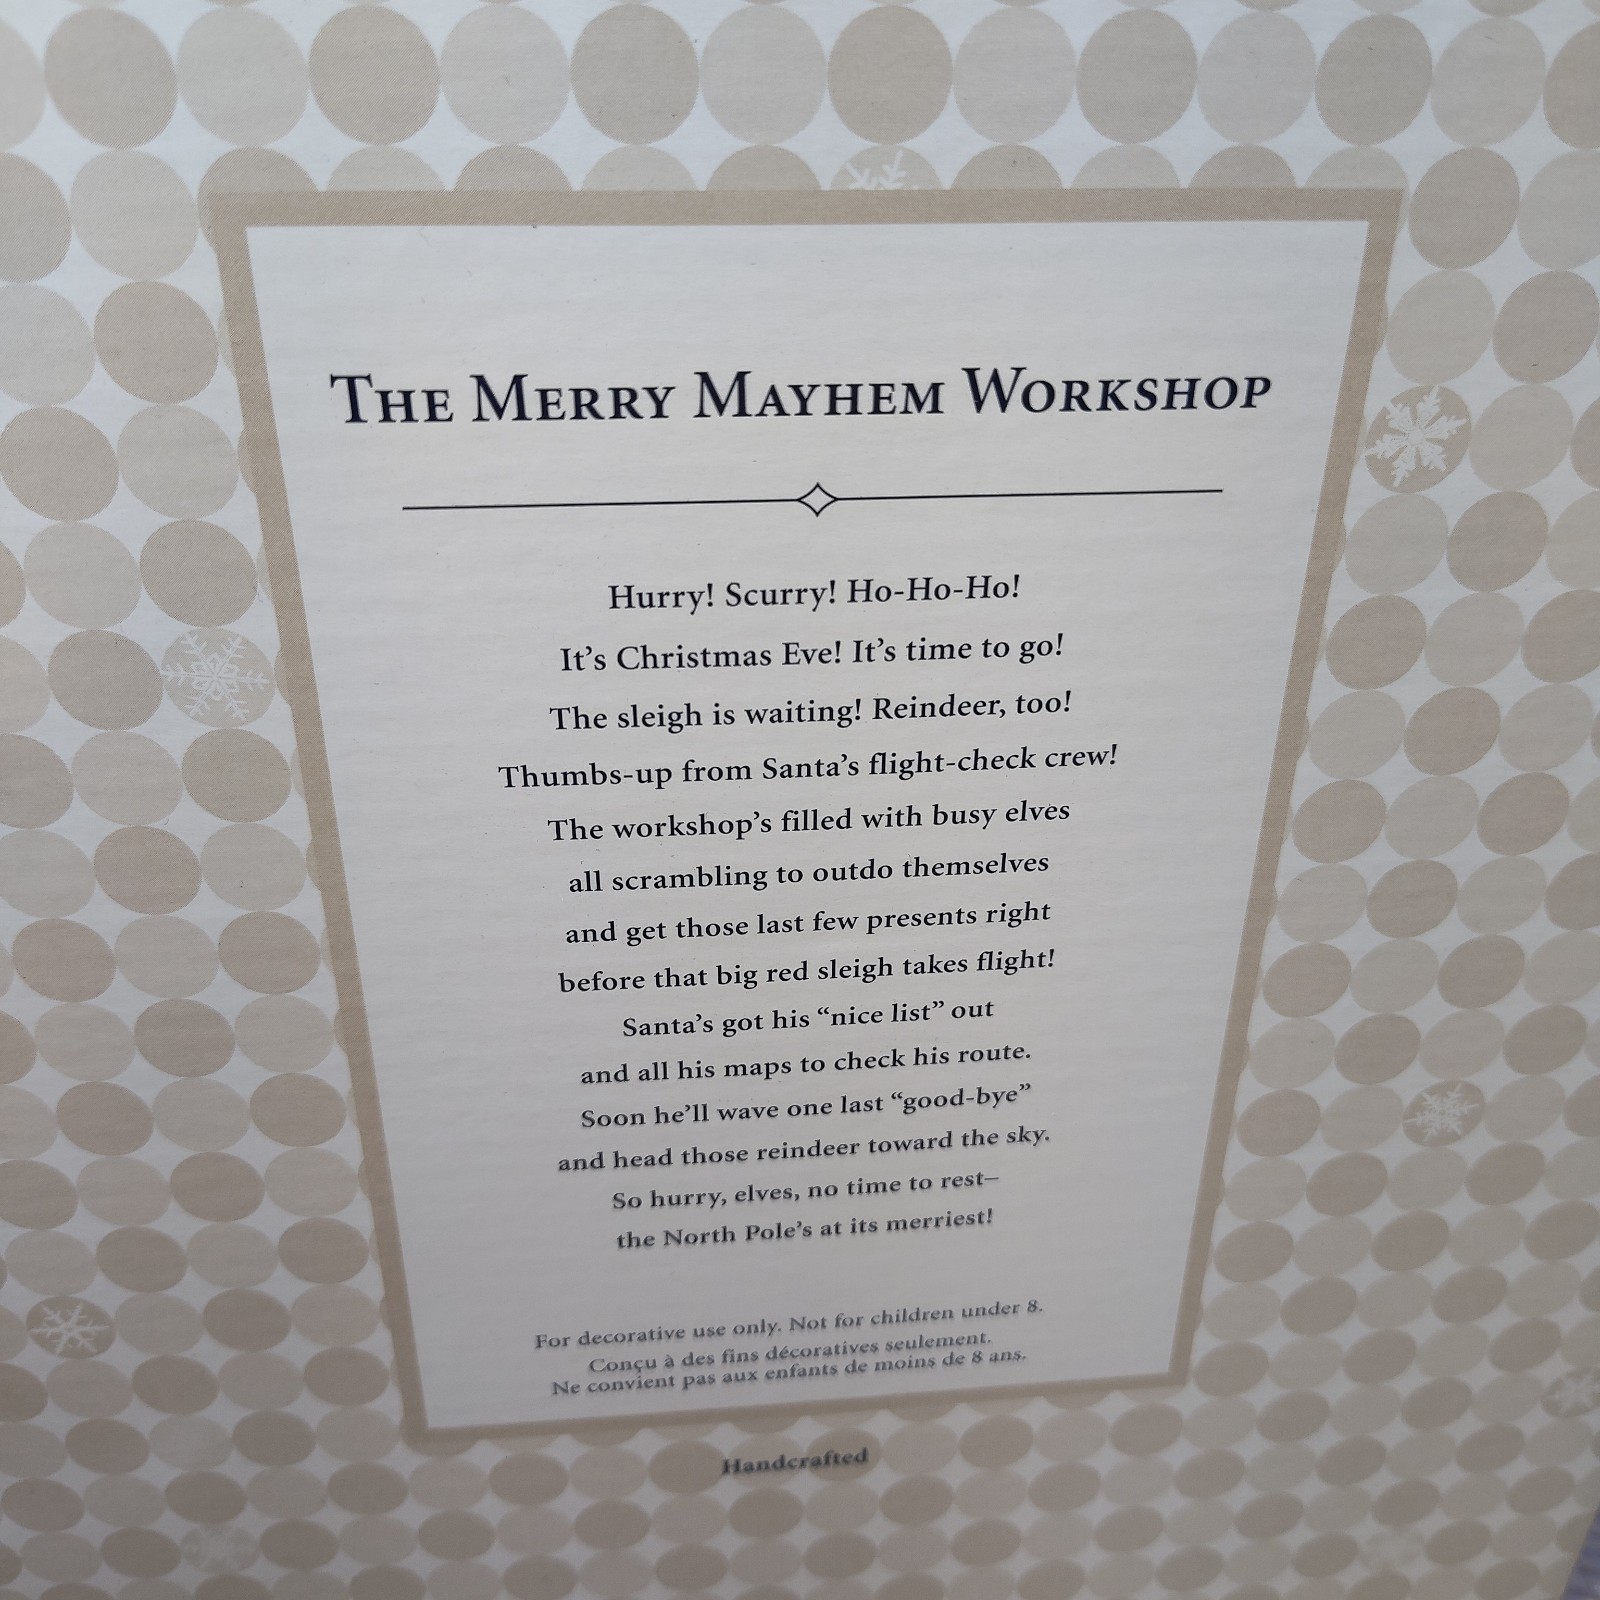 The Merry Mayhem Workshop
Hurry! Scurry! Ho-Ho-Ho!
It's Christmas Eve! It's time to go!
The sleigh is waiting! Reindeer, too!
Thumbs-up from Santa's flight-check crew!
The workshop's filled with busy elves
all scrambling to outdo themselves
and get those last few presents right
before that big red sleigh takes flight!
Santa's got his “nice list” out
and all his maps to check his route.
Soon he'll wave one last “good-bye”
and head those reindeer toward the sky.
So hurry, elves, no time to rest–
the North Pole's at its merriest!
For decorative use only. Not for children under 8.
Conçu à des fins décoratives seulement.
Ne convient pas aux enfants de moins de 8 ans.
Handcrafted